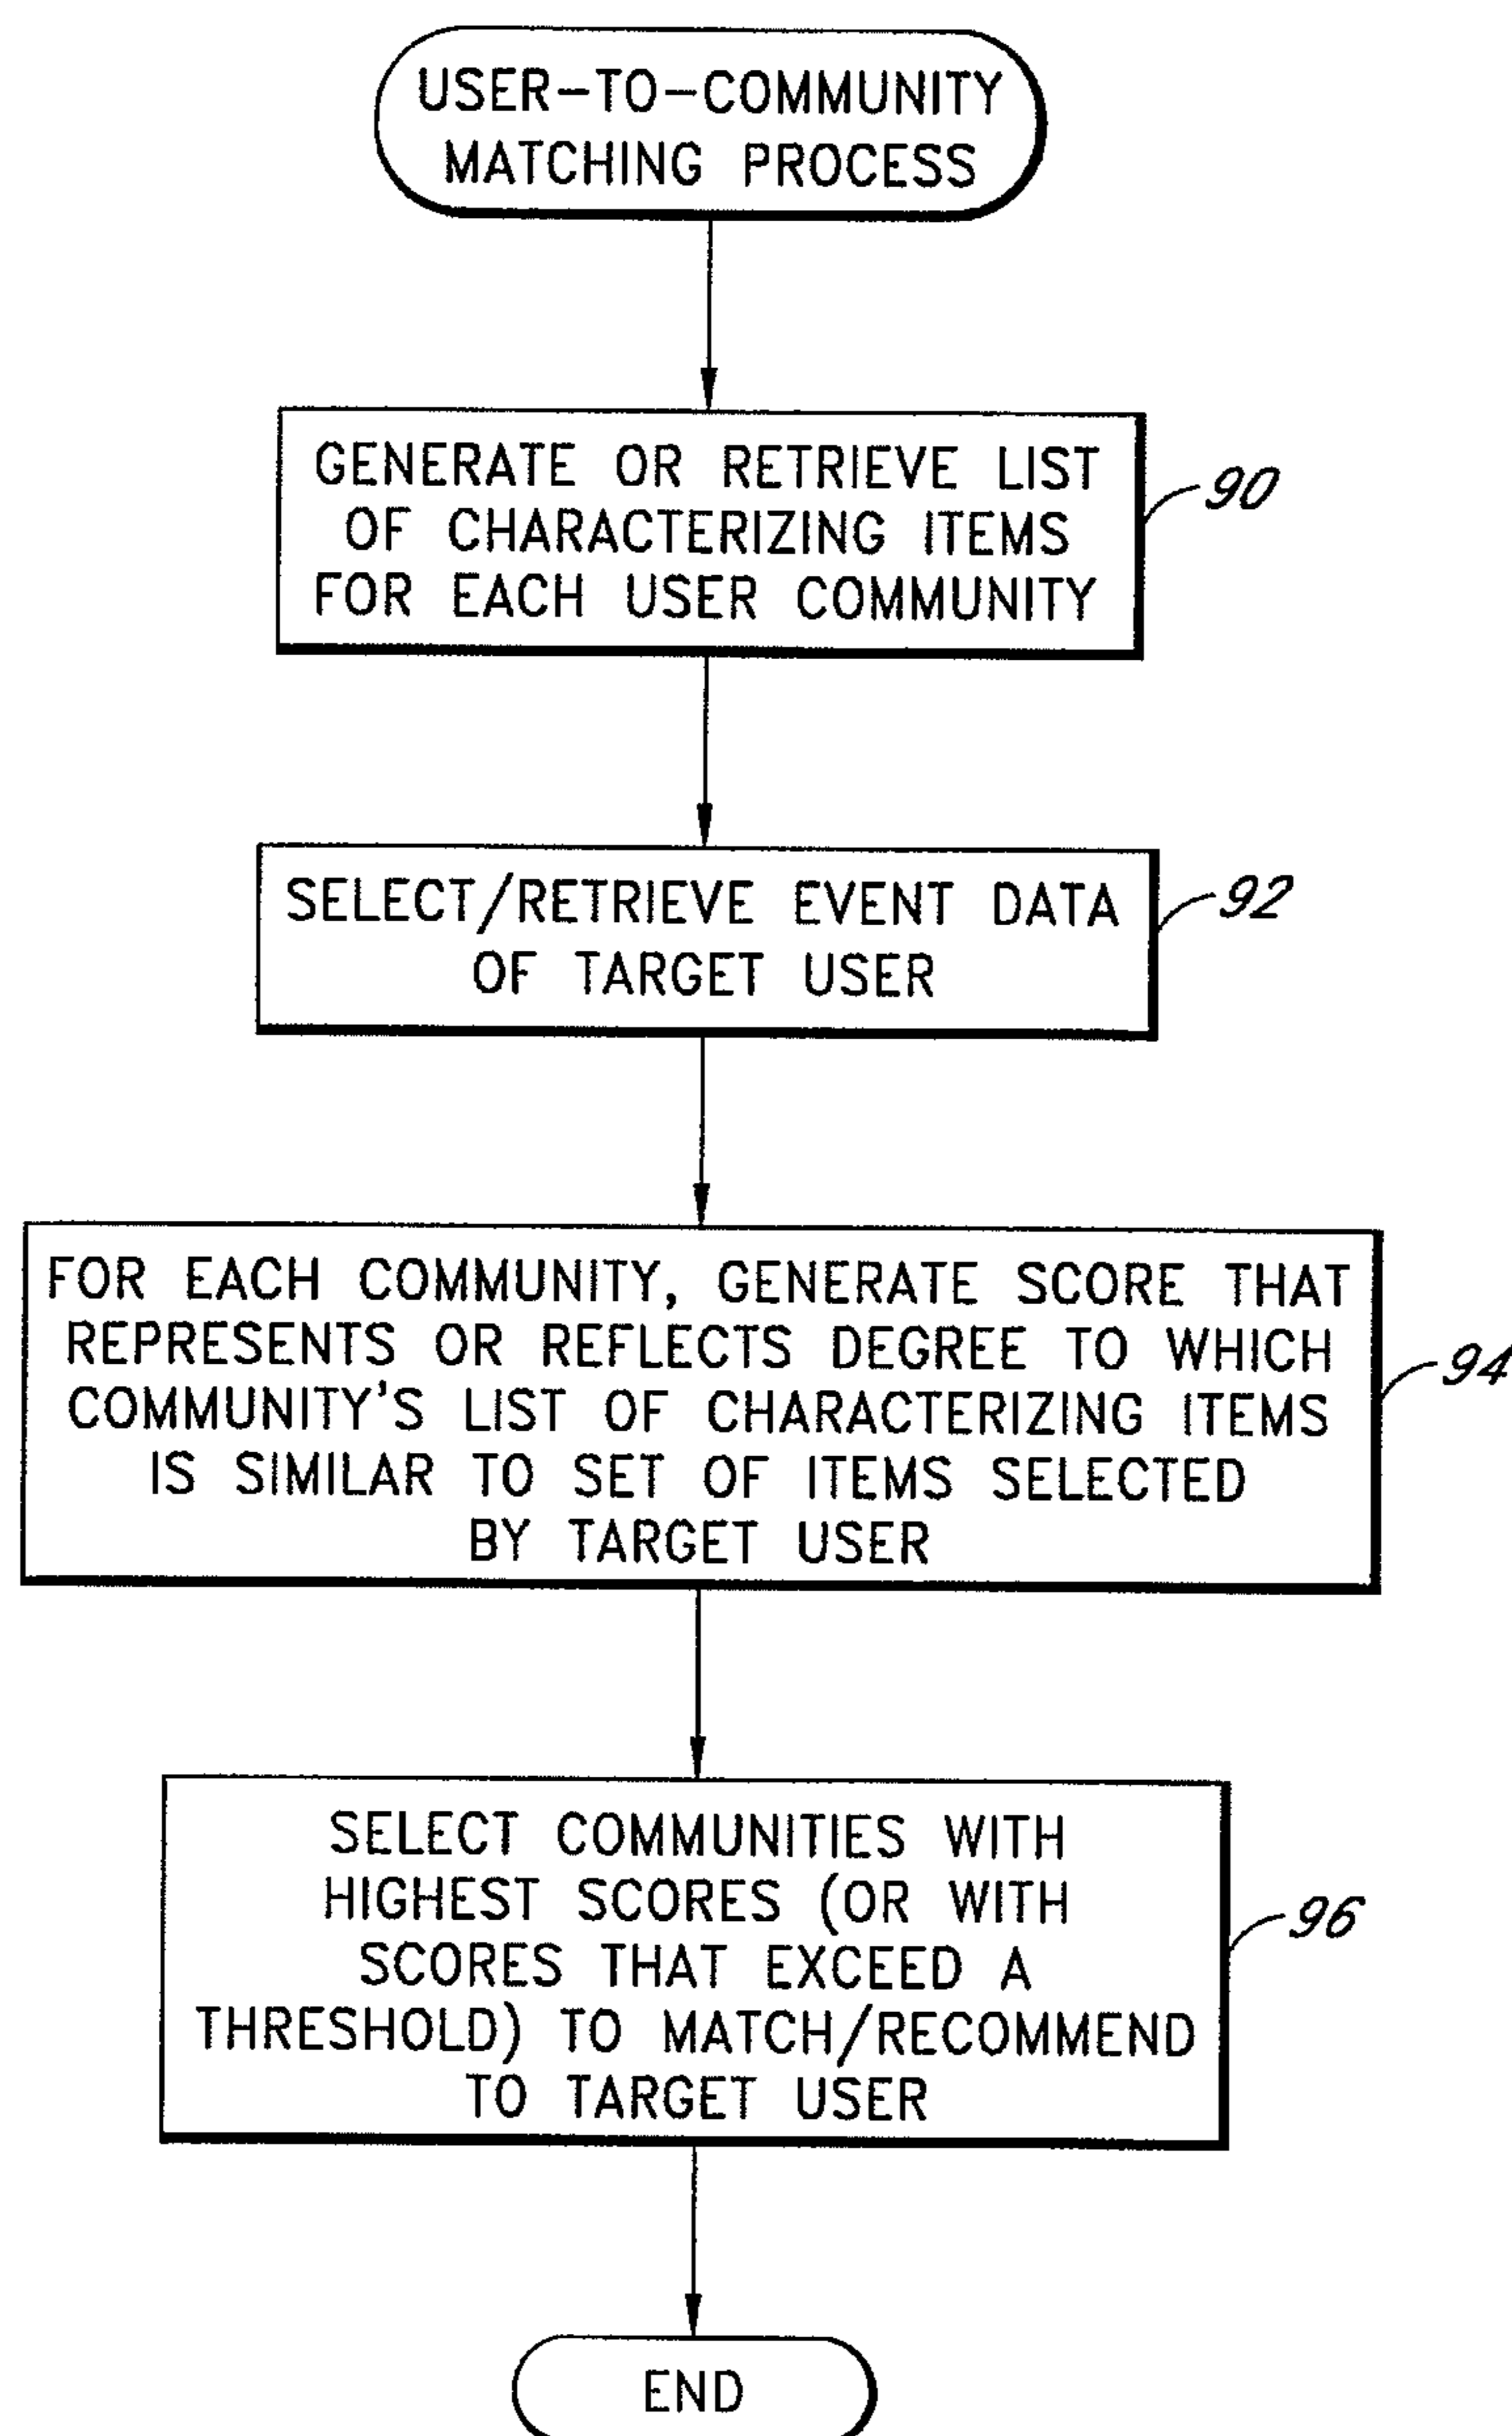 USER-TO-COMMUNITY
MATCHING PROCESS
GENERATE OR RETRIEVE LIST
OF CHARACTERIZING ITEMS
FOR EACH USER COMMUNITY
90
SELECT/RETRIEVE EVENT DATA
OF TARGET USER
92
FOR EACH COMMUNITY, GENERATE SCORE THAT
REPRESENTS OR REFLECTS DEGREE TO WHICH
COMMUNITY'S LIST OF CHARACTERIZING ITEMS
IS SIMILAR TO SET OF ITEMS SELECTED
BY TARGET USER
94
SELECT COMMUNITIES WITH
HIGHEST SCORES (OR WITH
SCORES THAT EXCEED A
THRESHOLD) TO MATCH/RECOMMEND
TO TARGET USER
96
END